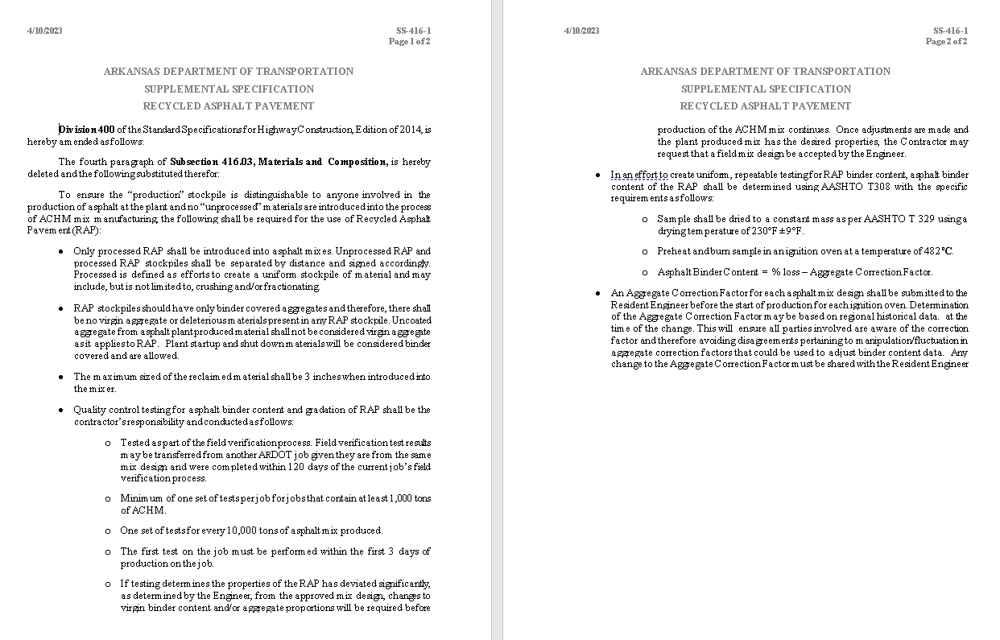 4/10/2023
SS-416-1
Page 1 of 2
ARKANSAS DEPARTMENT OF TRANSPORTATION
SUPPLEMENTAL SPECIFICATION
RECYCLED ASPHALT PAVEMENT
Division 400 of the Standard Specifications for Highway Construction, Edition of 2014, is
hereby amended as follows:
The fourth paragraph of Subsection 416.03, Materials and Composition, is hereby
deleted and the following substituted therefor:
To ensure the “production” stockpile is distinguishable to anyone involved in the
production of asphalt at the plant and no “unprocessed” materials are introduced into the process
of ACHM mix manufacturing, the following shall be required for the use of Recycled Asphalt
Pavement (RAP):
• Only processed RAP shall be introduced into asphalt mixes. Unprocessed RAP and
processed RAP stockpiles shall be separated by distance and signed accordingly.
Processed is defined as efforts to create a uniform stockpile of material and may
include, but is not limited to, crushing and/or fractionating.
• RAP stockpiles should have only binder covered aggregates and therefore, there shall
be no virgin aggregate or deleterious materials present in any RAP stockpile. Uncoated
aggregate from asphalt plant produced material shall not be considered virgin aggregate
as it applies to RAP. Plant startup and shut down materials will be considered binder
covered and are allowed.
• The maximum sized of the reclaimed material shall be 3 inches when introduced into
the mixer.
• Quality control testing for asphalt binder content and gradation of RAP shall be the
contractor’s responsibility and conducted as follows:
o Tested as part of the field verification process. Field verification test results
may be transferred from another ARDOT job given they are from the same
mix design and were completed within 120 days of the current job’s field
verification process.
o Minimum of one set of tests per job for jobs that contain at least 1,000 tons
of ACHM.
o One set of tests for every 10,000 tons of asphalt mix produced.
o The first test on the job must be performed within the first 3 days of
production on the job.
o If testing determines the properties of the RAP has deviated significantly,
as determined by the Engineer, from the approved mix design, changes to
virgin binder content and/or aggregate proportions will be required before
4/10/2023
SS-416-1
Page 2 of 2
ARKANSAS DEPARTMENT OF TRANSPORTATION
SUPPLEMENTAL SPECIFICATION
RECYCLED ASPHALT PAVEMENT
production of the ACHM mix continues. Once adjustments are made and
the plant produced mix has the desired properties, the Contractor may
request that a field mix design be accepted by the Engineer.
• In an effort to create uniform, repeatable testing for RAP binder content, asphalt binder
content of the RAP shall be determined using AASHTO T308 with the specific
requirements as follows:
o Sample shall be dried to a constant mass as per AASHTO T 329 using a
drying temperature of 230°F ±9°F.
o Preheat and burn sample in an ignition oven at a temperature of 482°C.
o Asphalt Binder Content = % loss – Aggregate Correction Factor.
• An Aggregate Correction Factor for each asphalt mix design shall be submitted to the
Resident Engineer before the start of production for each ignition oven. Determination
of the Aggregate Correction Factor may be based on regional historical data. at the
time of the change. This will ensure all parties involved are aware of the correction
factor and therefore avoiding disagreements pertaining to manipulation/fluctuation in
aggregate correction factors that could be used to adjust binder content data. Any
change to the Aggregate Correction Factor must be shared with the Resident Engineer